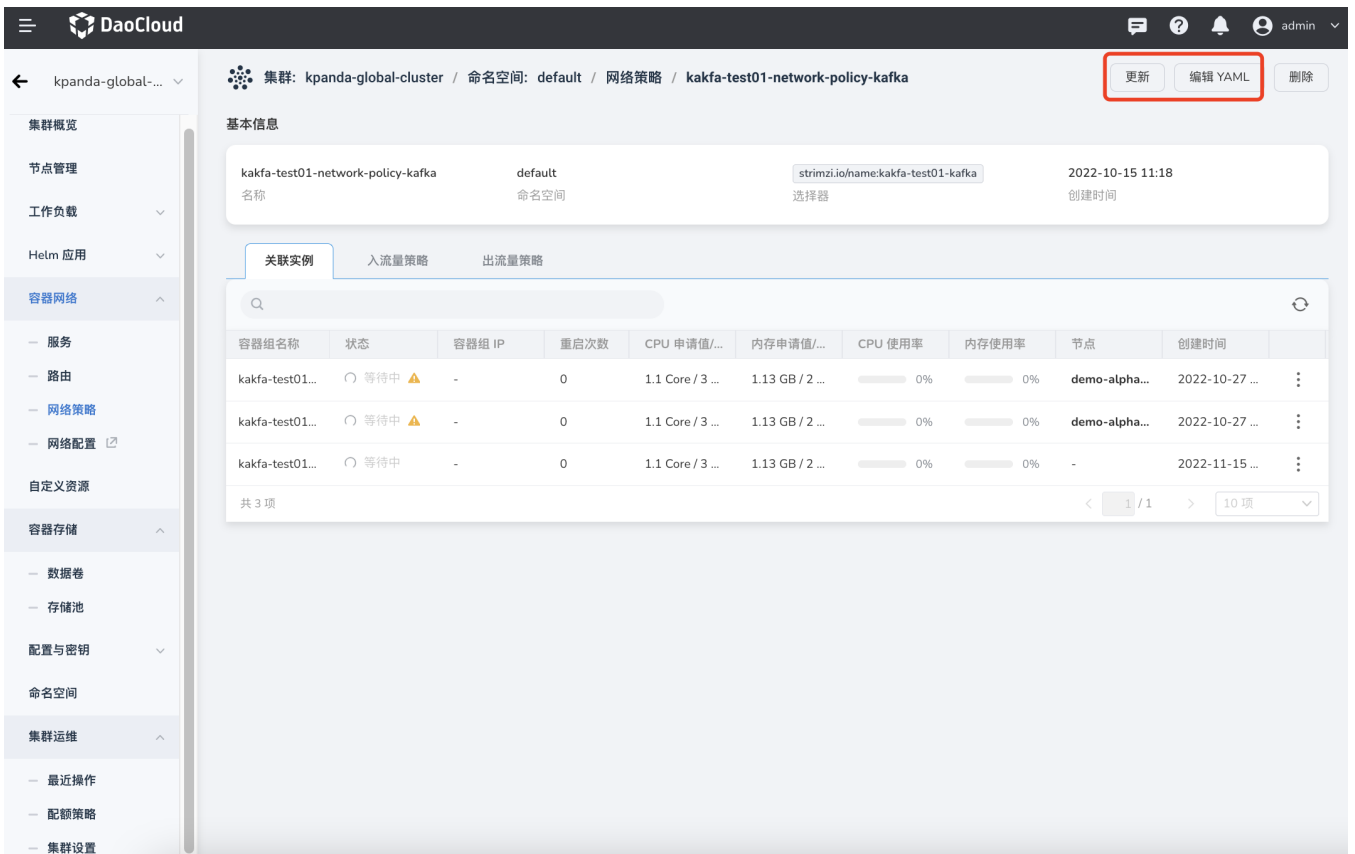 DaoCloud
admin
kpanda-global-...
集群: kpanda-global-cluster / 命名空间: default / 网络策略 / kakfa-test01-network-policy-kafka
更新
编辑 YAML
删除
集群概览
节点管理
工作负载
Helm 应用
容器网络
服务
路由
网络策略
网络配置
自定义资源
容器存储
数据卷
存储池
配置与密钥
命名空间
集群运维
最近操作
配额策略
集群设置
基本信息
kakfa-test01-network-policy-kafka
名称
default
命名空间
strimzi.io/name:kakfa-test01-kafka
选择器
2022-10-15 11:18
创建时间
关联实例 入流量策略 出流量策略
容器组名称 状态 容器组 IP 重启次数 CPU 申请值/... 内存申请值/... CPU 使用率 内存使用率 节点 创建时间
kakfa-test01... 等待中 - 0 1.1 Core / 3 ... 1.13 GB / 2 ... 0% 0% demo-alpha... 2022-10-27 ...
kakfa-test01... 等待中 - 0 1.1 Core / 3 ... 1.13 GB / 2 ... 0% 0% demo-alpha... 2022-10-27 ...
kakfa-test01... 等待中 - 0 1.1 Core / 3 ... 1.13 GB / 2 ... 0% 0% - 2022-11-15 ...
共 3 项
1 / 1
10 项